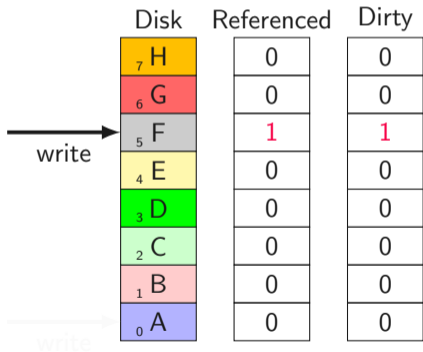 Disk Referenced Dirty
7 H 0 0
6 G 0 0
5 F 1 1
write
4 E 0 0
3 D 0 0
2 C 0 0
1 B 0 0
0 A 0 0
write